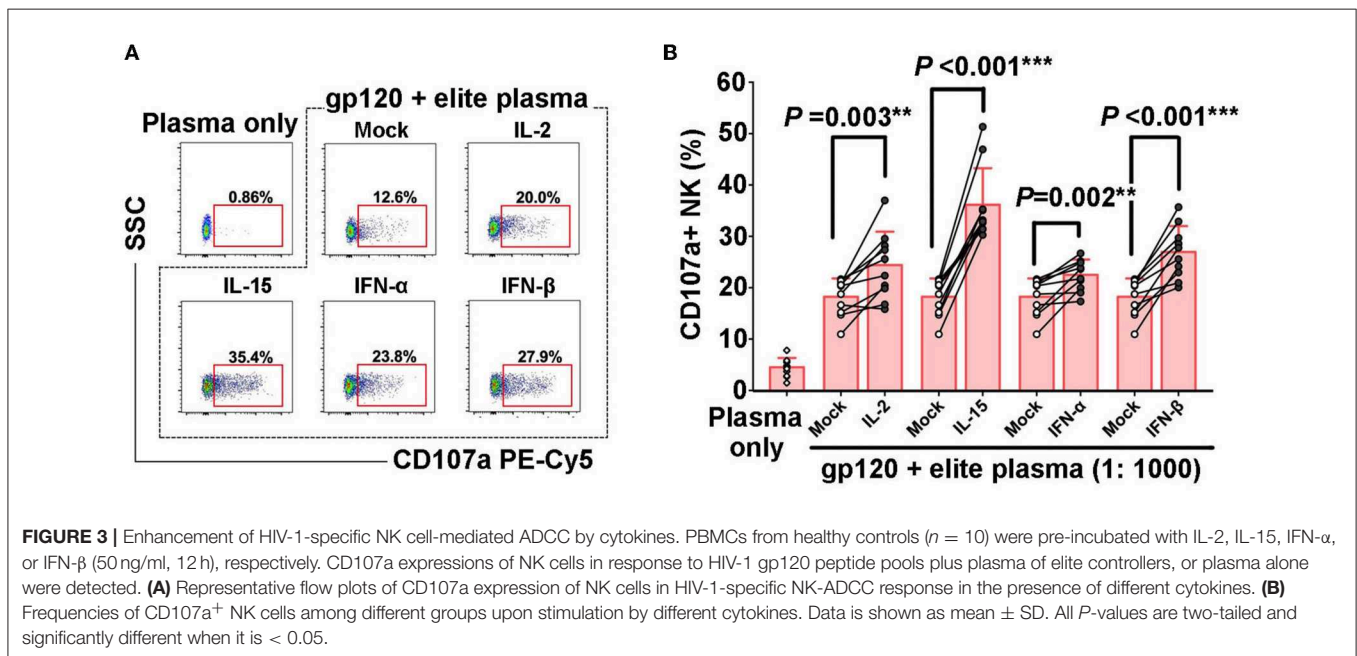 A
gp120 + elite plasma
Plasma only
Mock
IL-2
0.86%
12.6%
20.0%
SSC
IL-15
IFN-α
IFN-β
35.4%
23.8%
27.9%
CD107a PE-Cy5
B
P <0.001***
P =0.003**
P <0.001***
P=0.002**
CD107a+ NK (%)
60
50
40
30
20
10
0
Plasma only
Mock
IL-2
Mock
IL-15
Mock
IFN-α
Mock
IFN-β
gp120 + elite plasma (1: 1000)
FIGURE 3 | Enhancement of HIV-1-specific NK cell-mediated ADCC by cytokines. PBMCs from healthy controls (n = 10) were pre-incubated with IL-2, IL-15, IFN-α,
or IFN-β (50 ng/ml, 12 h), respectively. CD107a expressions of NK cells in response to HIV-1 gp120 peptide pools plus plasma of elite controllers, or plasma alone
were detected. (A) Representative flow plots of CD107a expression of NK cells in HIV-1-specific NK-ADCC response in the presence of different cytokines. (B)
Frequencies of CD107a+ NK cells among different groups upon stimulation by different cytokines. Data is shown as mean ± SD. All P-values are two-tailed and
significantly different when it is < 0.05.